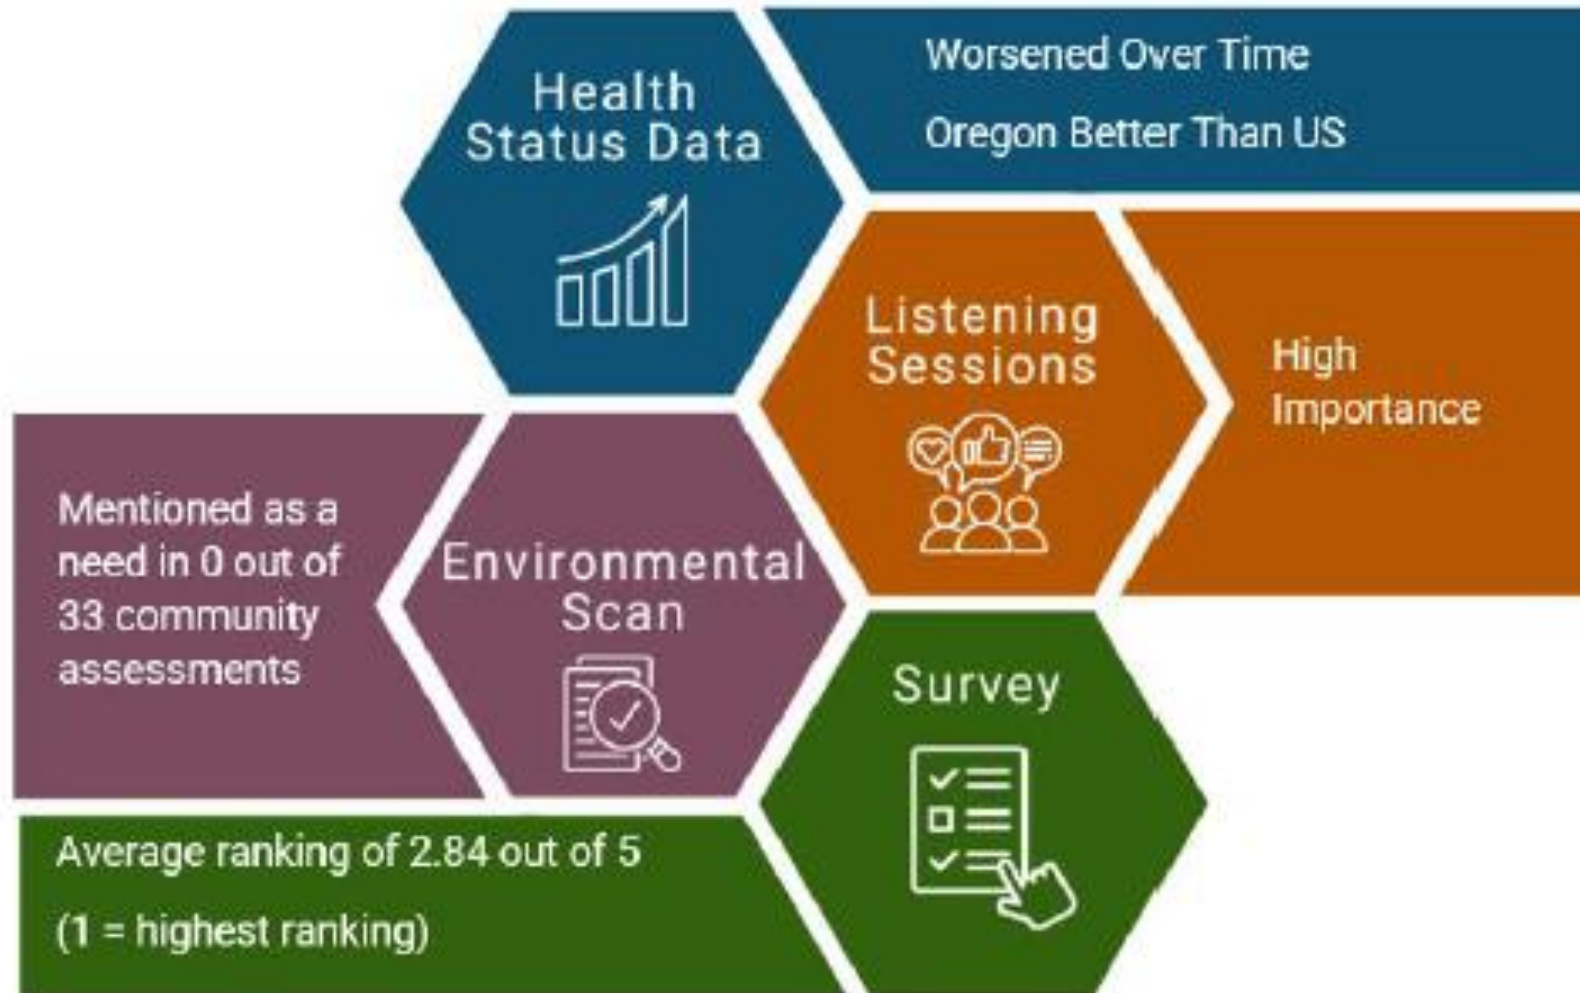 Health
Status Data
Worsened Over Time
Oregon Better Than US
Listening
Sessions
High
Importance
Mentioned as a
need in 0 out of
33 community
assessments
Environmental
Scan
Survey
Average ranking of 2.84 out of 5
(1 = highest ranking)